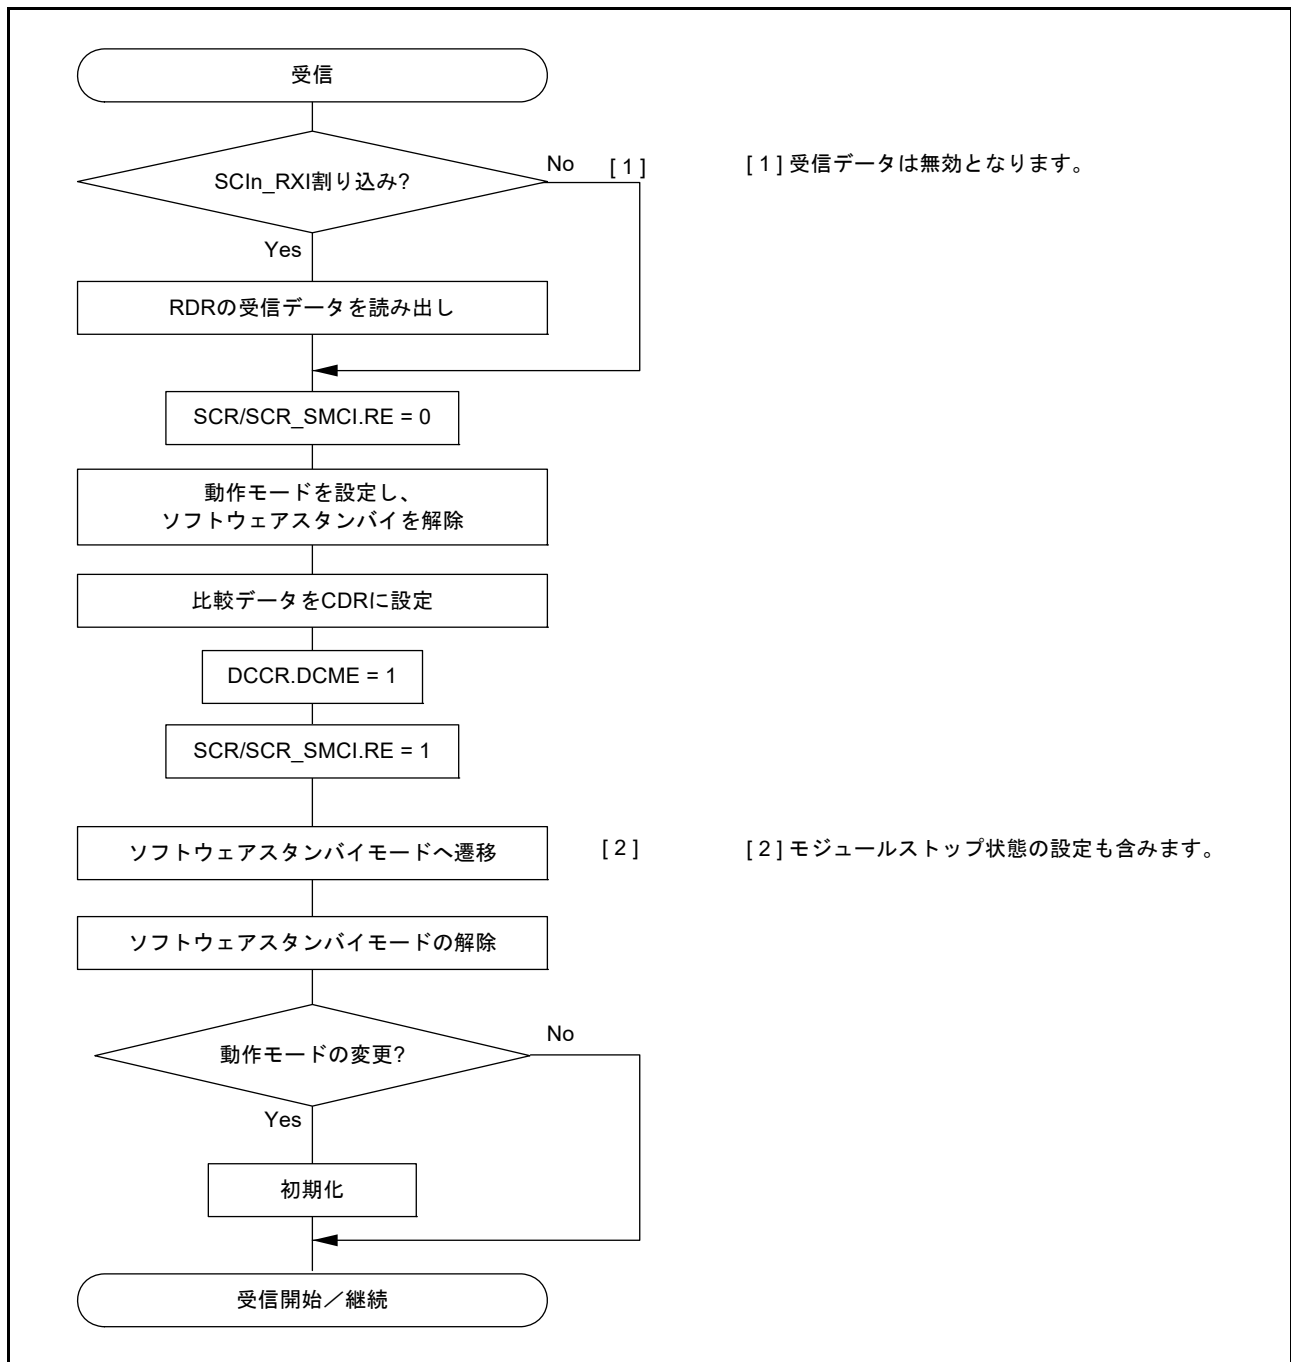 受信
SCIn_RXI割り込み?
No
[ 1 ]
[ 1 ] 受信データは無効となります。
Yes
RDRの受信データを読み出し
SCR/SCR_SMCI.RE = 0
動作モードを設定し、
ソフトウェアスタンバイを解除
比較データをCDRに設定
DCCR.DCME = 1
SCR/SCR_SMCI.RE = 1
ソフトウェアスタンバイモードへ遷移
[ 2 ]
[ 2 ] モジュールストップ状態の設定も含みます。
ソフトウェアスタンバイモードの解除
動作モードの変更?
No
Yes
初期化
受信開始／継続